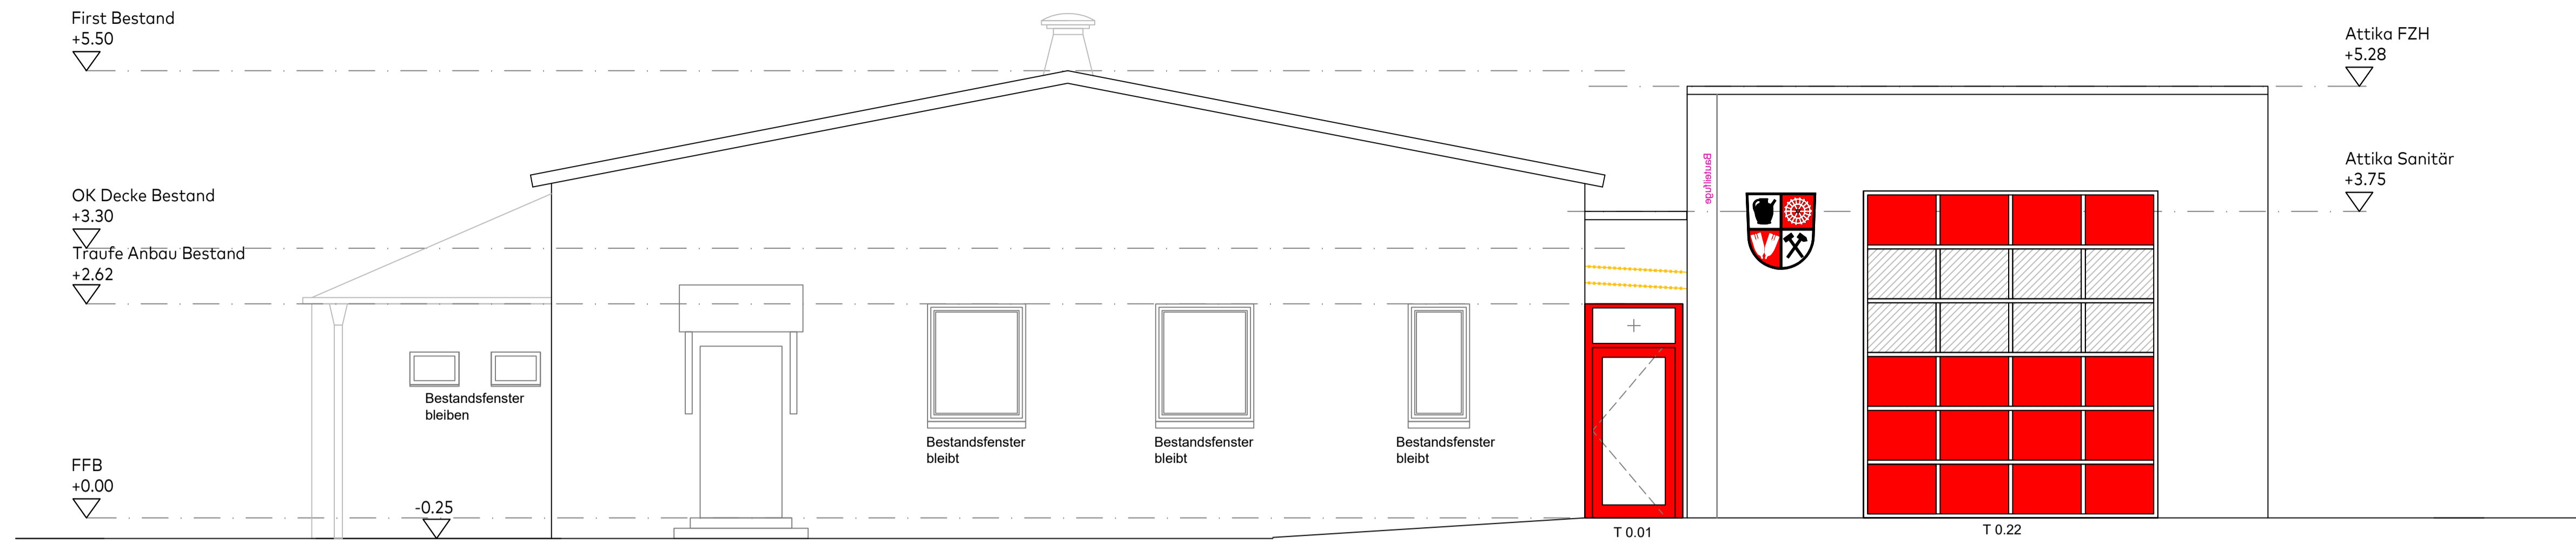 First Bestand
+5.50
Attika FZH
+5.28
Attika Sanitär
+3.75
Bauteilfuge
OK Decke Bestand
+3.30
Traufe Anbau Bestand
+2.62
Bestandsfenster
bleiben
Bestandsfenster
bleibt
Bestandsfenster
bleibt
Bestandsfenster
bleibt
FFB
+0.00
-0.25
T 0.01
T 0.22